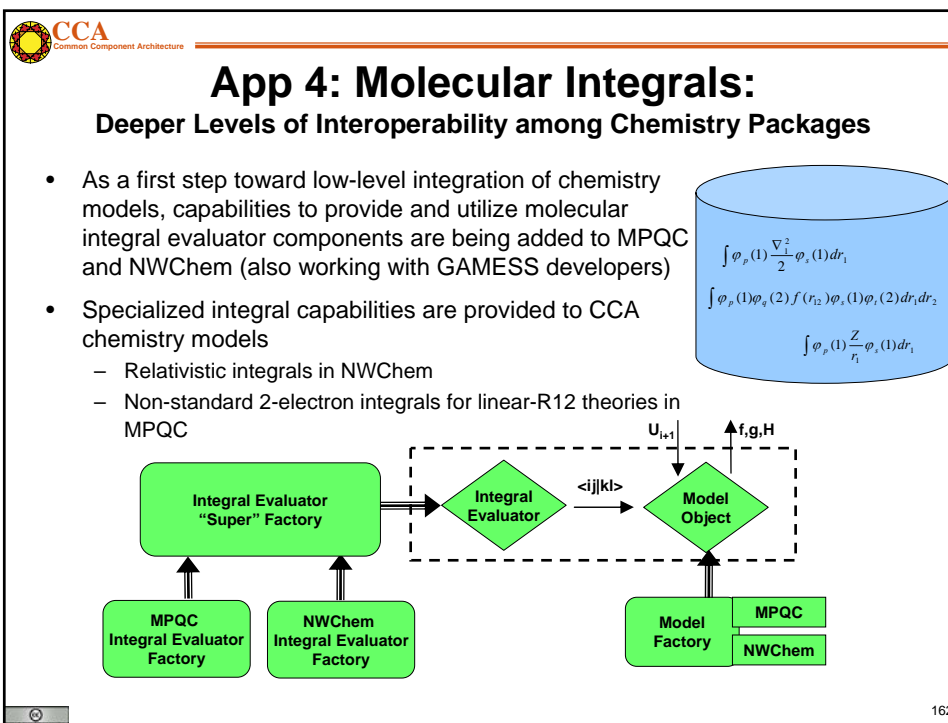 CCA
Common Component Architecture
App 4: Molecular Integrals:
Deeper Levels of Interoperability among Chemistry Packages
• As a first step toward low-level integration of chemistry
models, capabilities to provide and utilize molecular
integral evaluator components are being added to MPQC
and NWChem (also working with GAMESS developers)
• Specialized integral capabilities are provided to CCA
chemistry models
– Relativistic integrals in NWChem
– Non-standard 2-electron integrals for linear-R12 theories in
MPQC
∫ φ_p(1) ∇₁²/2 φ_s(1) dr₁
∫ φ_p(1)φ_q(2) f(r₁₂)φ_s(1)φ_t(2) dr₁dr₂
∫ φ_p(1) Z/r₁ φ_s(1) dr₁
U_{i+1}
f,g,H
Integral Evaluator
“Super” Factory
Integral
Evaluator
<ij|kl>
Model
Object
MPQC
Integral Evaluator
Factory
NWChem
Integral Evaluator
Factory
Model
Factory
MPQC
NWChem
cc
162